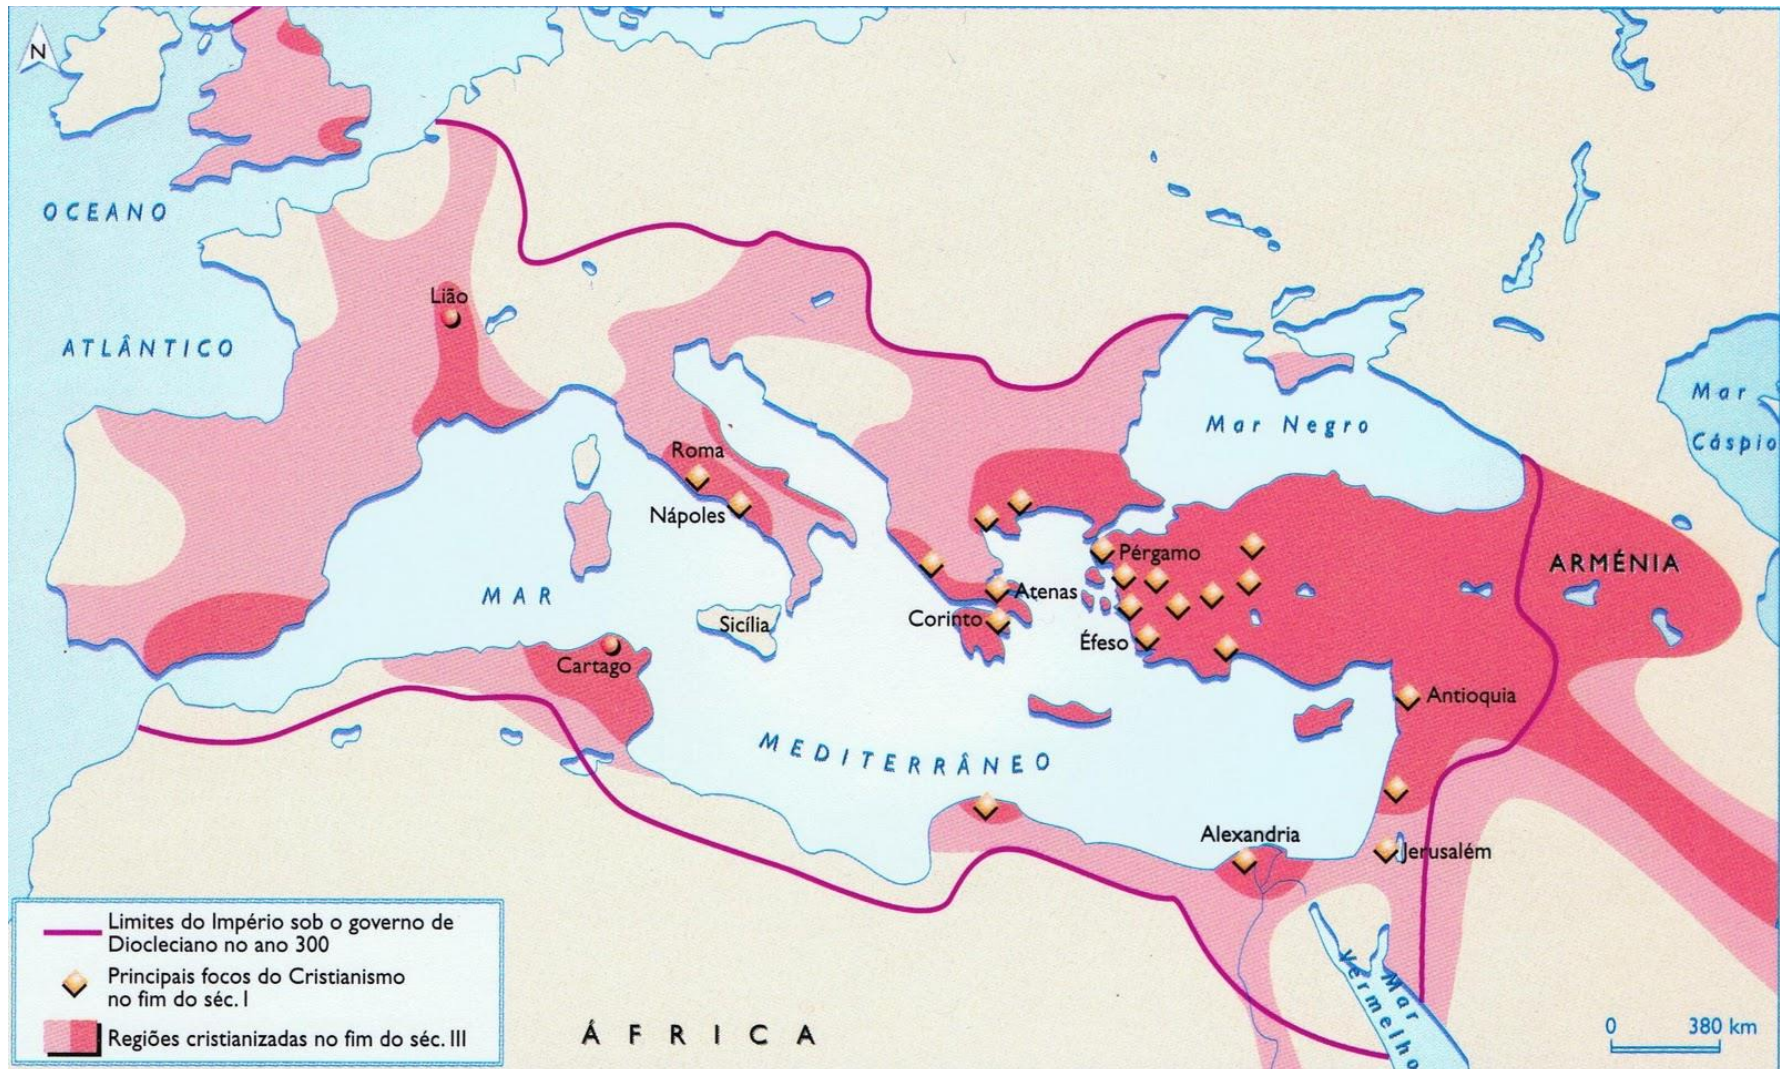 N
OCEANO
ATLÂNTICO
Lião
Mar
Cáspio
Mar Negro
Roma
Nápoles
Pérgamo
ARMÉNIA
MAR
Atenas
Sicília
Corinto
Éfeso
Cartago
Antioquia
MEDITERRÂNEO
Alexandria
Jerusalém
Mar
Vermelho
ÁFRICA
Limites do Império sob o governo de
Diocleciano no ano 300
Principais focos do Cristianismo
no fim do séc. I
Regiões cristianizadas no fim do séc. III
0 380 km